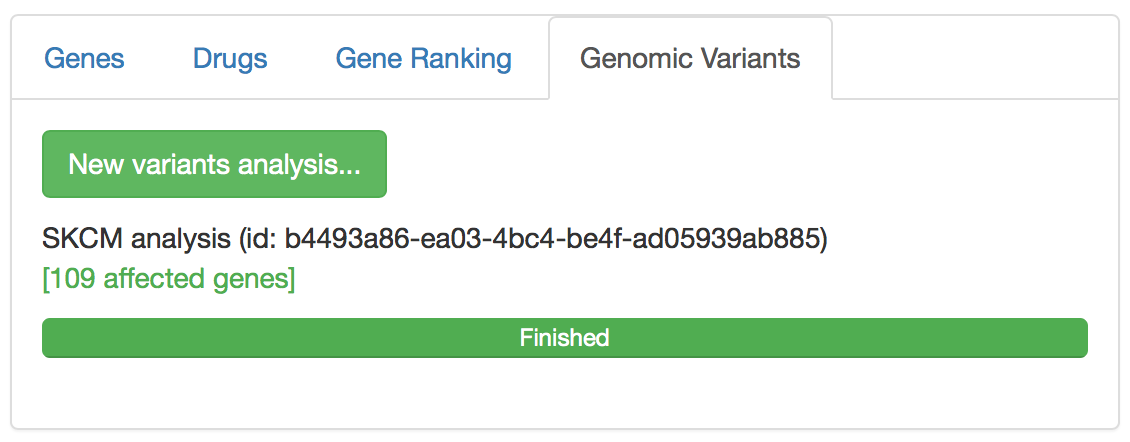 Genes Drugs Gene Ranking Genomic Variants
New variants analysis...
SKCM analysis (id: b4493a86-ea03-4bc4-be4f-ad05939ab885)
[109 affected genes]
Finished